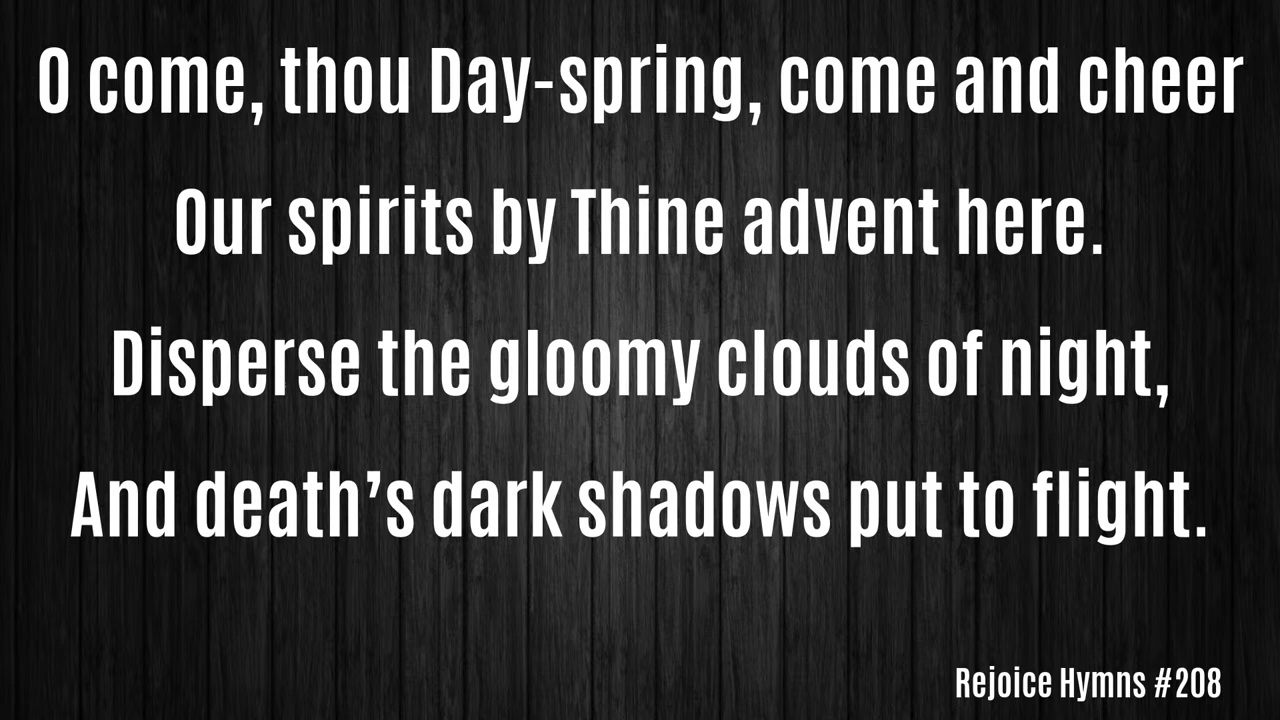 O come, thou Day-spring, come and cheer
Our spirits by Thine advent here.
Disperse the gloomy clouds of night,
And death’s dark shadows put to flight.
Rejoice Hymns #208